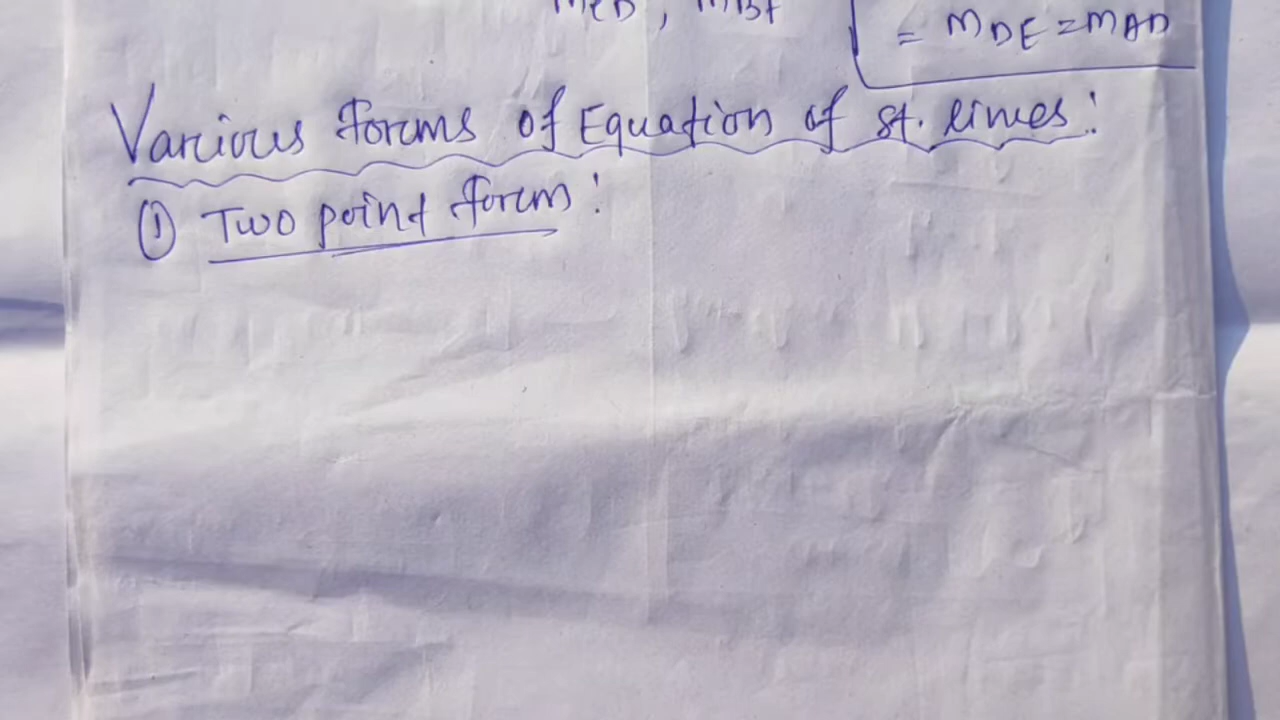 = mDE = mAD
Various forms of Equation of st. lines:
① Two point form: